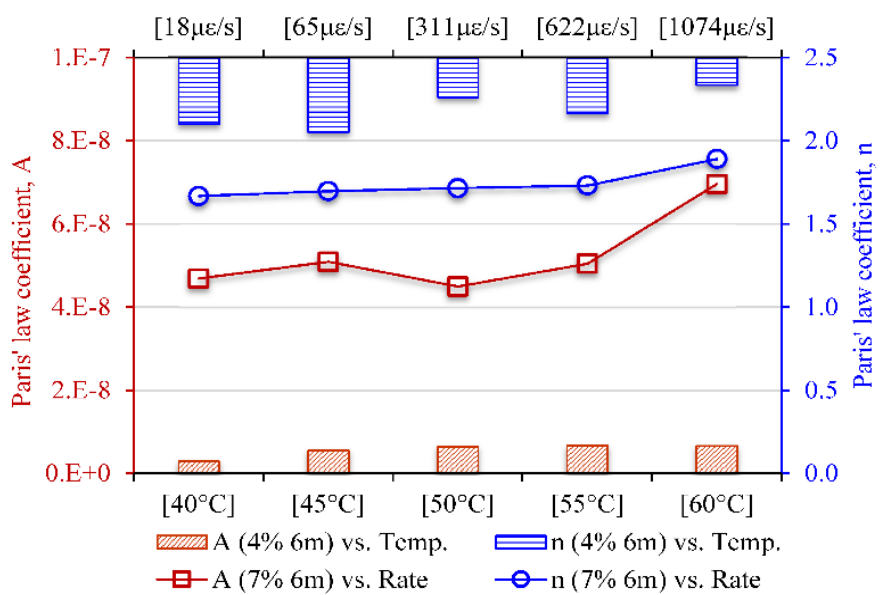 [18με/s] [65με/s] [311με/s] [622με/s] [1074με/s]
1.E-7 2.5
8.E-8 2.0
6.E-8 1.5
4.E-8 1.0
2.E-8 0.5
0.E+0 0.0
Paris' law coefficient, A
Paris' law coefficient, n
[40°C] [45°C] [50°C] [55°C] [60°C]
A (4% 6m) vs. Temp. n (4% 6m) vs. Temp.
A (7% 6m) vs. Rate n (7% 6m) vs. Rate